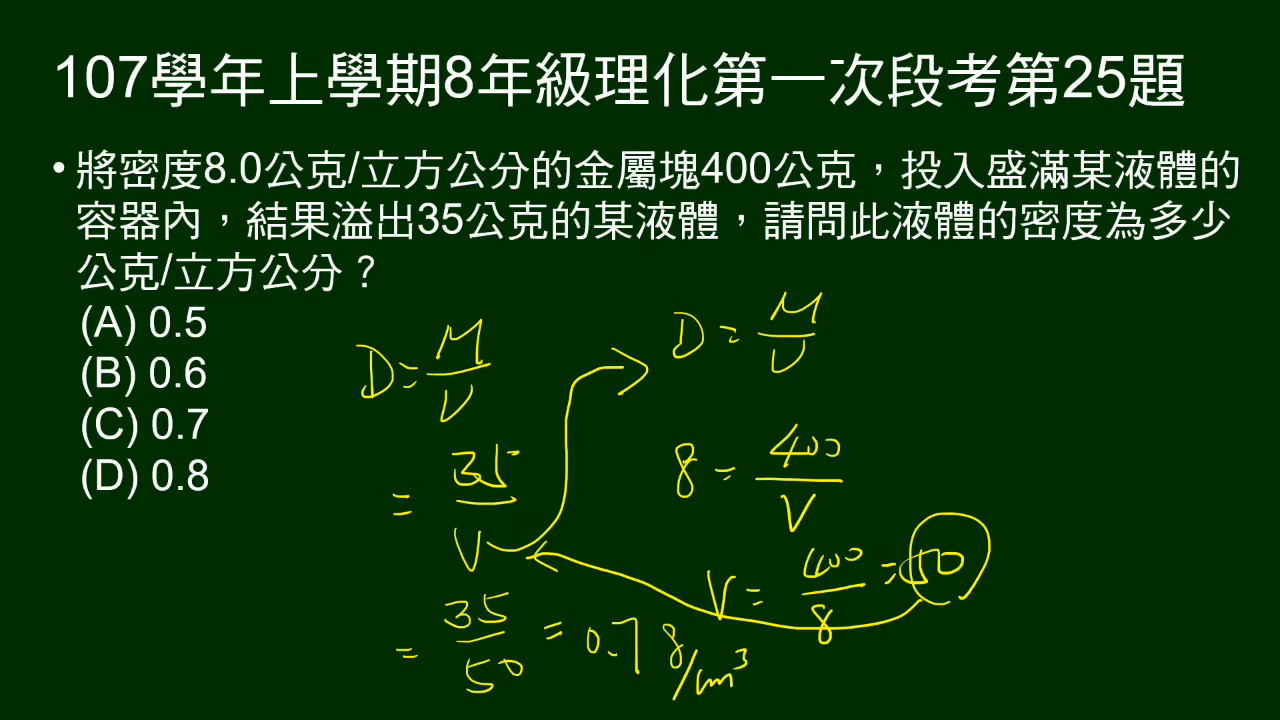 107學年上學期8年級理化第一次段考第25題
• 將密度8.0公克/立方公分的金屬塊400公克，投入盛滿某液體的
容器內，結果溢出35公克的某液體，請問此液體的密度為多少
公克/立方公分？
(A) 0.5
(B) 0.6
(C) 0.7
(D) 0.8
D = M/V
= 35/V
= 35/50 = 0.7 g/cm³
D = M/V
8 = 400/V
V = 400/8 = 50